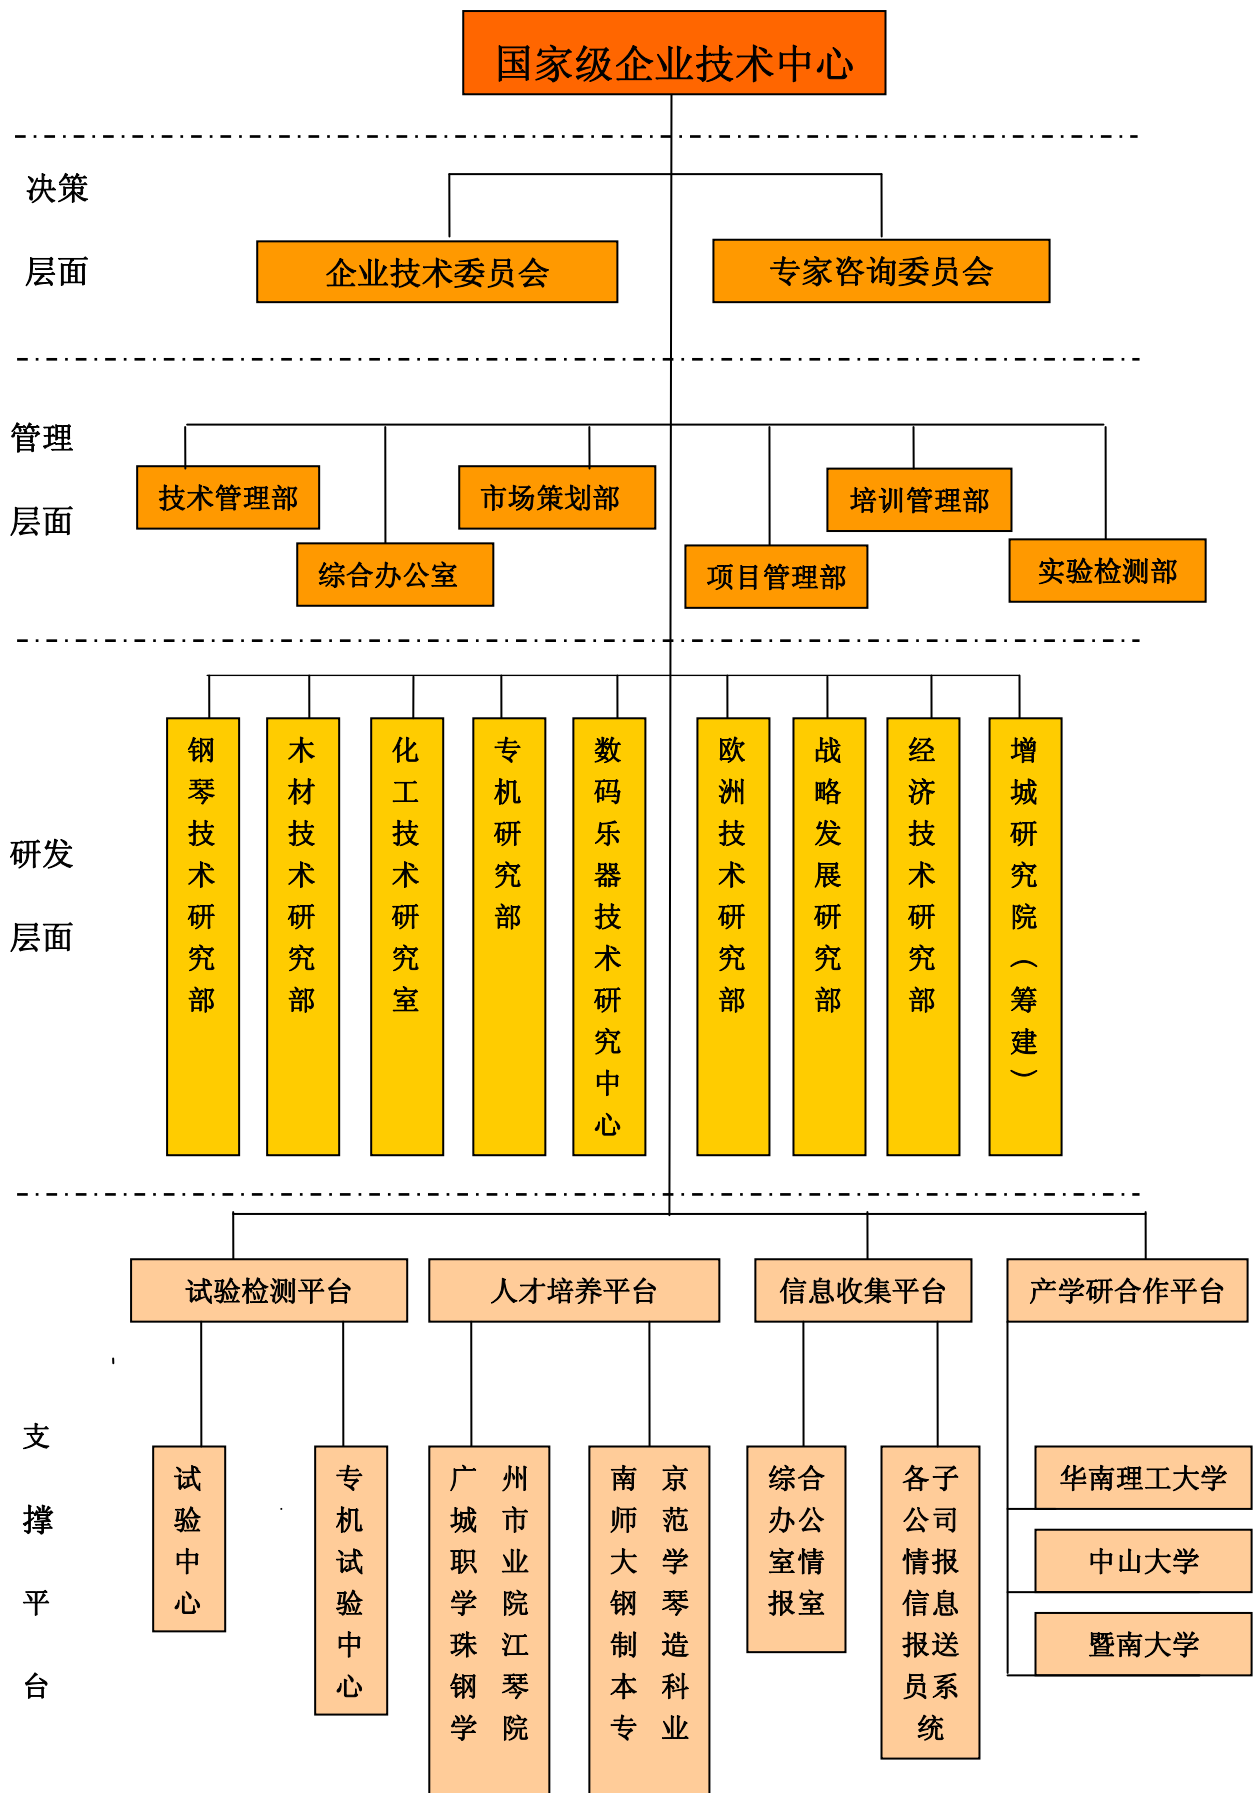 国家级企业技术中心
决策
层面
企业技术委员会
专家咨询委员会
管理
层面
技术管理部
综合办公室
市场策划部
项目管理部
培训管理部
实验检测部
研发
层面
钢琴技术研究部
木材技术研究部
化工技术研究室
专机研究部
数码乐器技术研究中心
欧洲技术研究部
战略发展研究部
经济技术研究部
增城研究院（筹建）
支撑平台
试验检测平台
人才培养平台
信息收集平台
产学研合作平台
试验中心
专机试验中心
广州
城市
职业
学院
珠江
钢琴
学院
南京
师范
大学
钢琴
制造
本科
专业
综合
办公
室情
报室
各子
公司
情报
信息
报送
员系
统
华南理工大学
中山大学
暨南大学